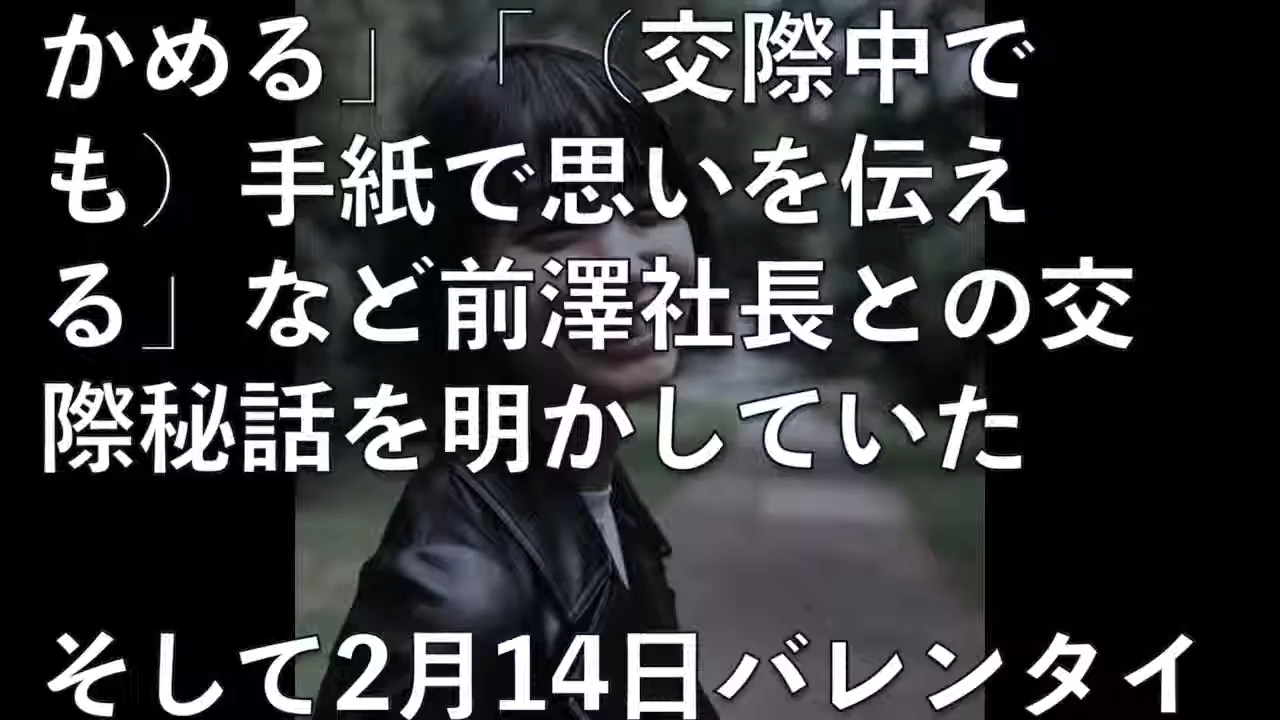 かめる」「（交際中で
も）手紙で思いを伝え
る」など前澤社長との交
際秘話を明かしていた
そして2月14日バレンタイ